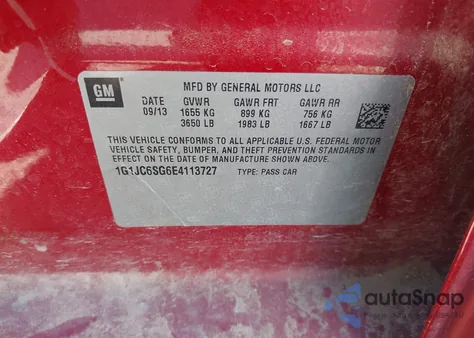 GM
MFD BY GENERAL MOTORS LLC
DATE GVWR GAWR FRT GAWR RR
09/13 1655 KG 899 KG 756 KG
3650 LB 1983 LB 1667 LB
THIS VEHICLE CONFORMS TO ALL APPLICABLE U.S. FEDERAL MOTOR
VEHICLE SAFETY, BUMPER, AND THEFT PREVENTION STANDARDS
IN EFFECT ON THE DATE OF MANUFACTURE SHOWN ABOVE.
1G1JC6SG6E4113727 TYPE: PASS CAR
autoSnap